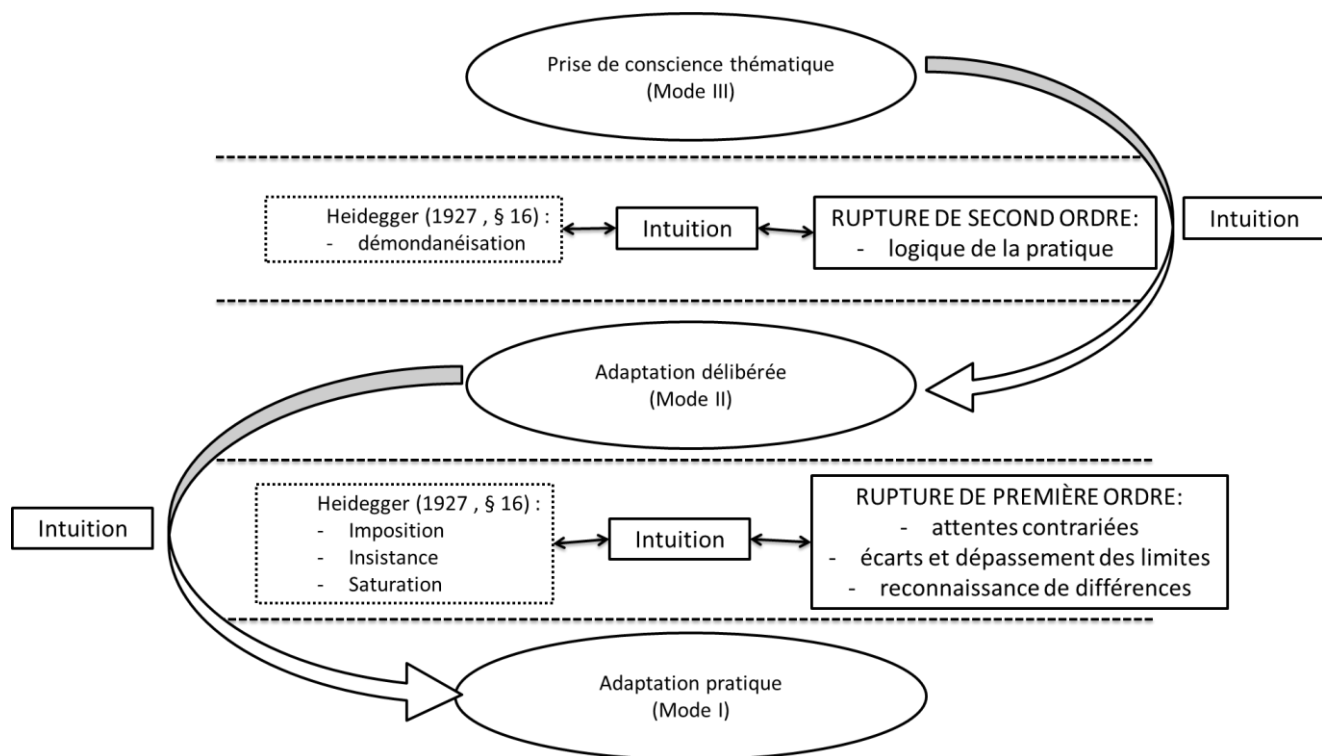 Prise de conscience thématique
(Mode III)
Heidegger (1927 , § 16) :
- démondanéisation
Intuition
RUPTURE DE SECOND ORDRE:
- logique de la pratique
Intuition
Adaptation délibérée
(Mode II)
Intuition
Heidegger (1927 , § 16) :
- Imposition
- Insistance
- Saturation
Intuition
RUPTURE DE PREMIÈRE ORDRE:
- attentes contrariées
- écarts et dépassement des limites
- reconnaissance de différences
Adaptation pratique
(Mode I)